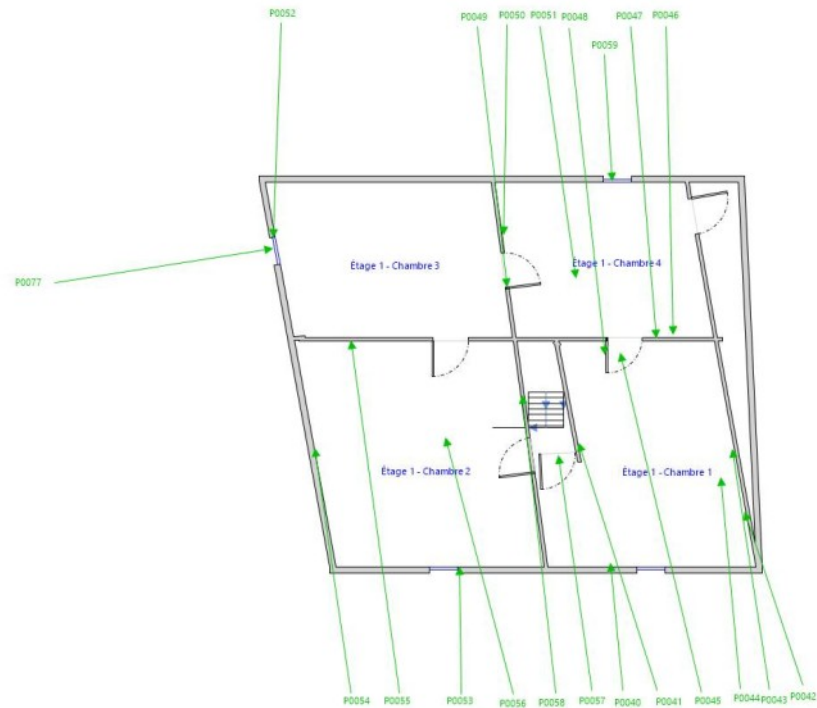 P0052
P0049
P0050
P0051
P0048
P0047
P0046
P0059
Étage 1 - Chambre 3
Étage 1 - Chambre 4
P0077
Étage 1 - Chambre 2
Étage 1 - Chambre 1
P0054
P0055
P0053
P0056
P0058
P0057
P0040
P0041
P0045
P0044
P0043
P0042